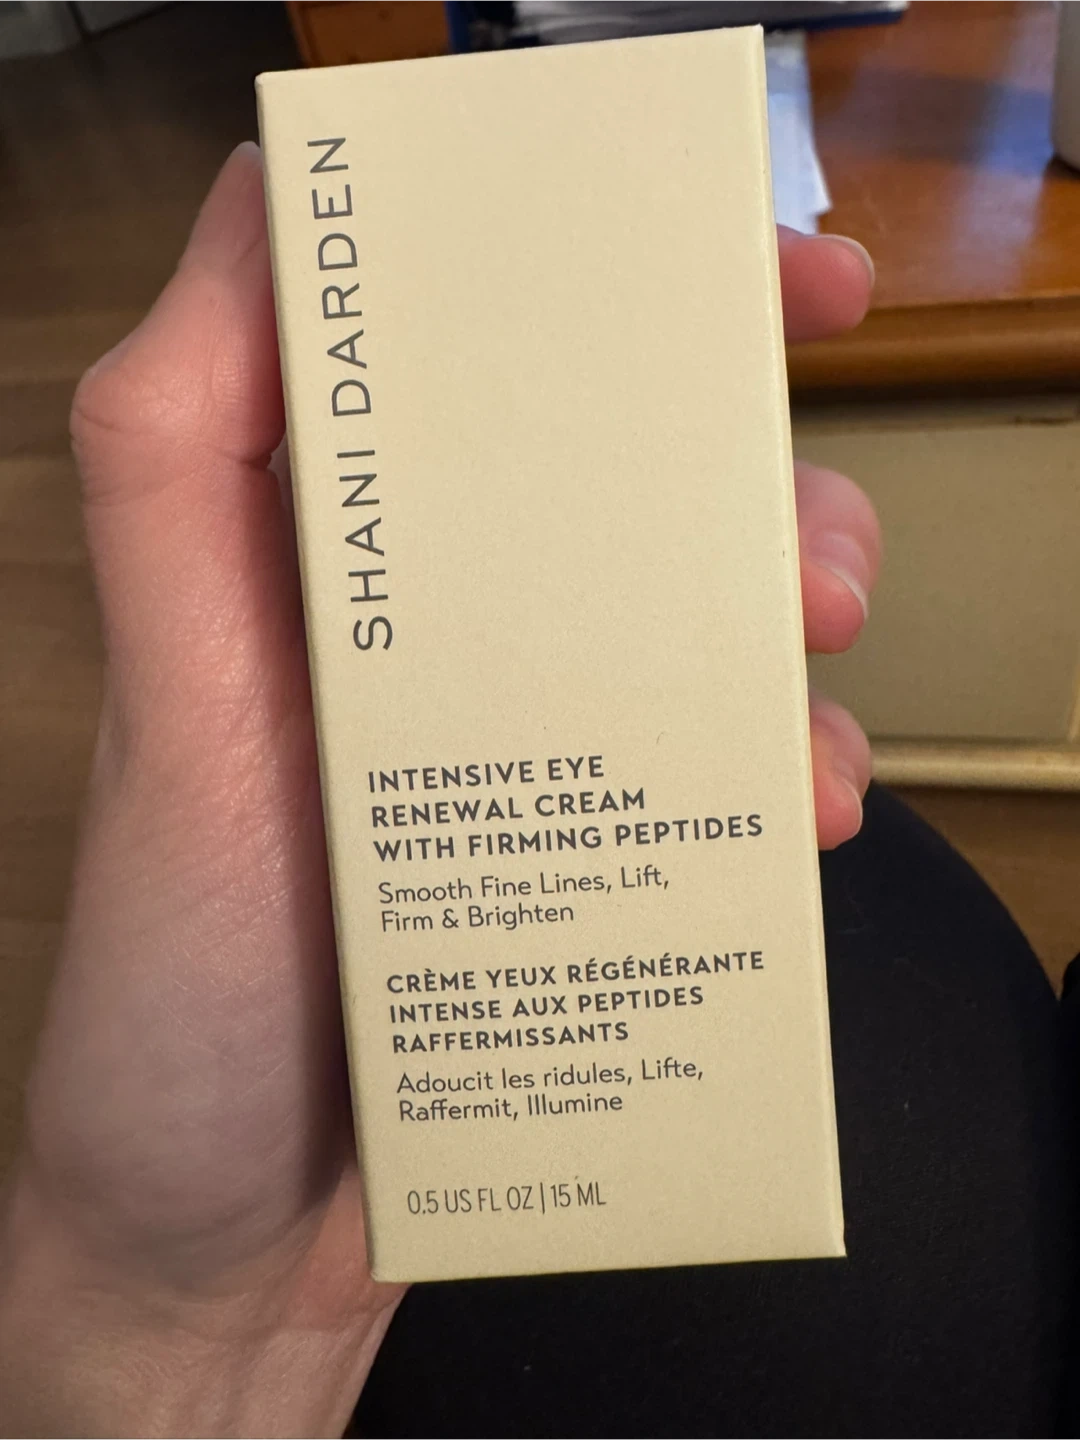 SHANI DARDEN
INTENSIVE EYE
RENEWAL CREAM
WITH FIRMING PEPTIDES
Smooth Fine Lines, Lift,
Firm & Brighten
CRÈME YEUX RÉGÉNÉRANTE
INTENSE AUX PEPTIDES
RAFFERMISSANTS
Adoucit les ridules, Lifte,
Raffermit, Illumine
0.5 US FL OZ | 15 ML